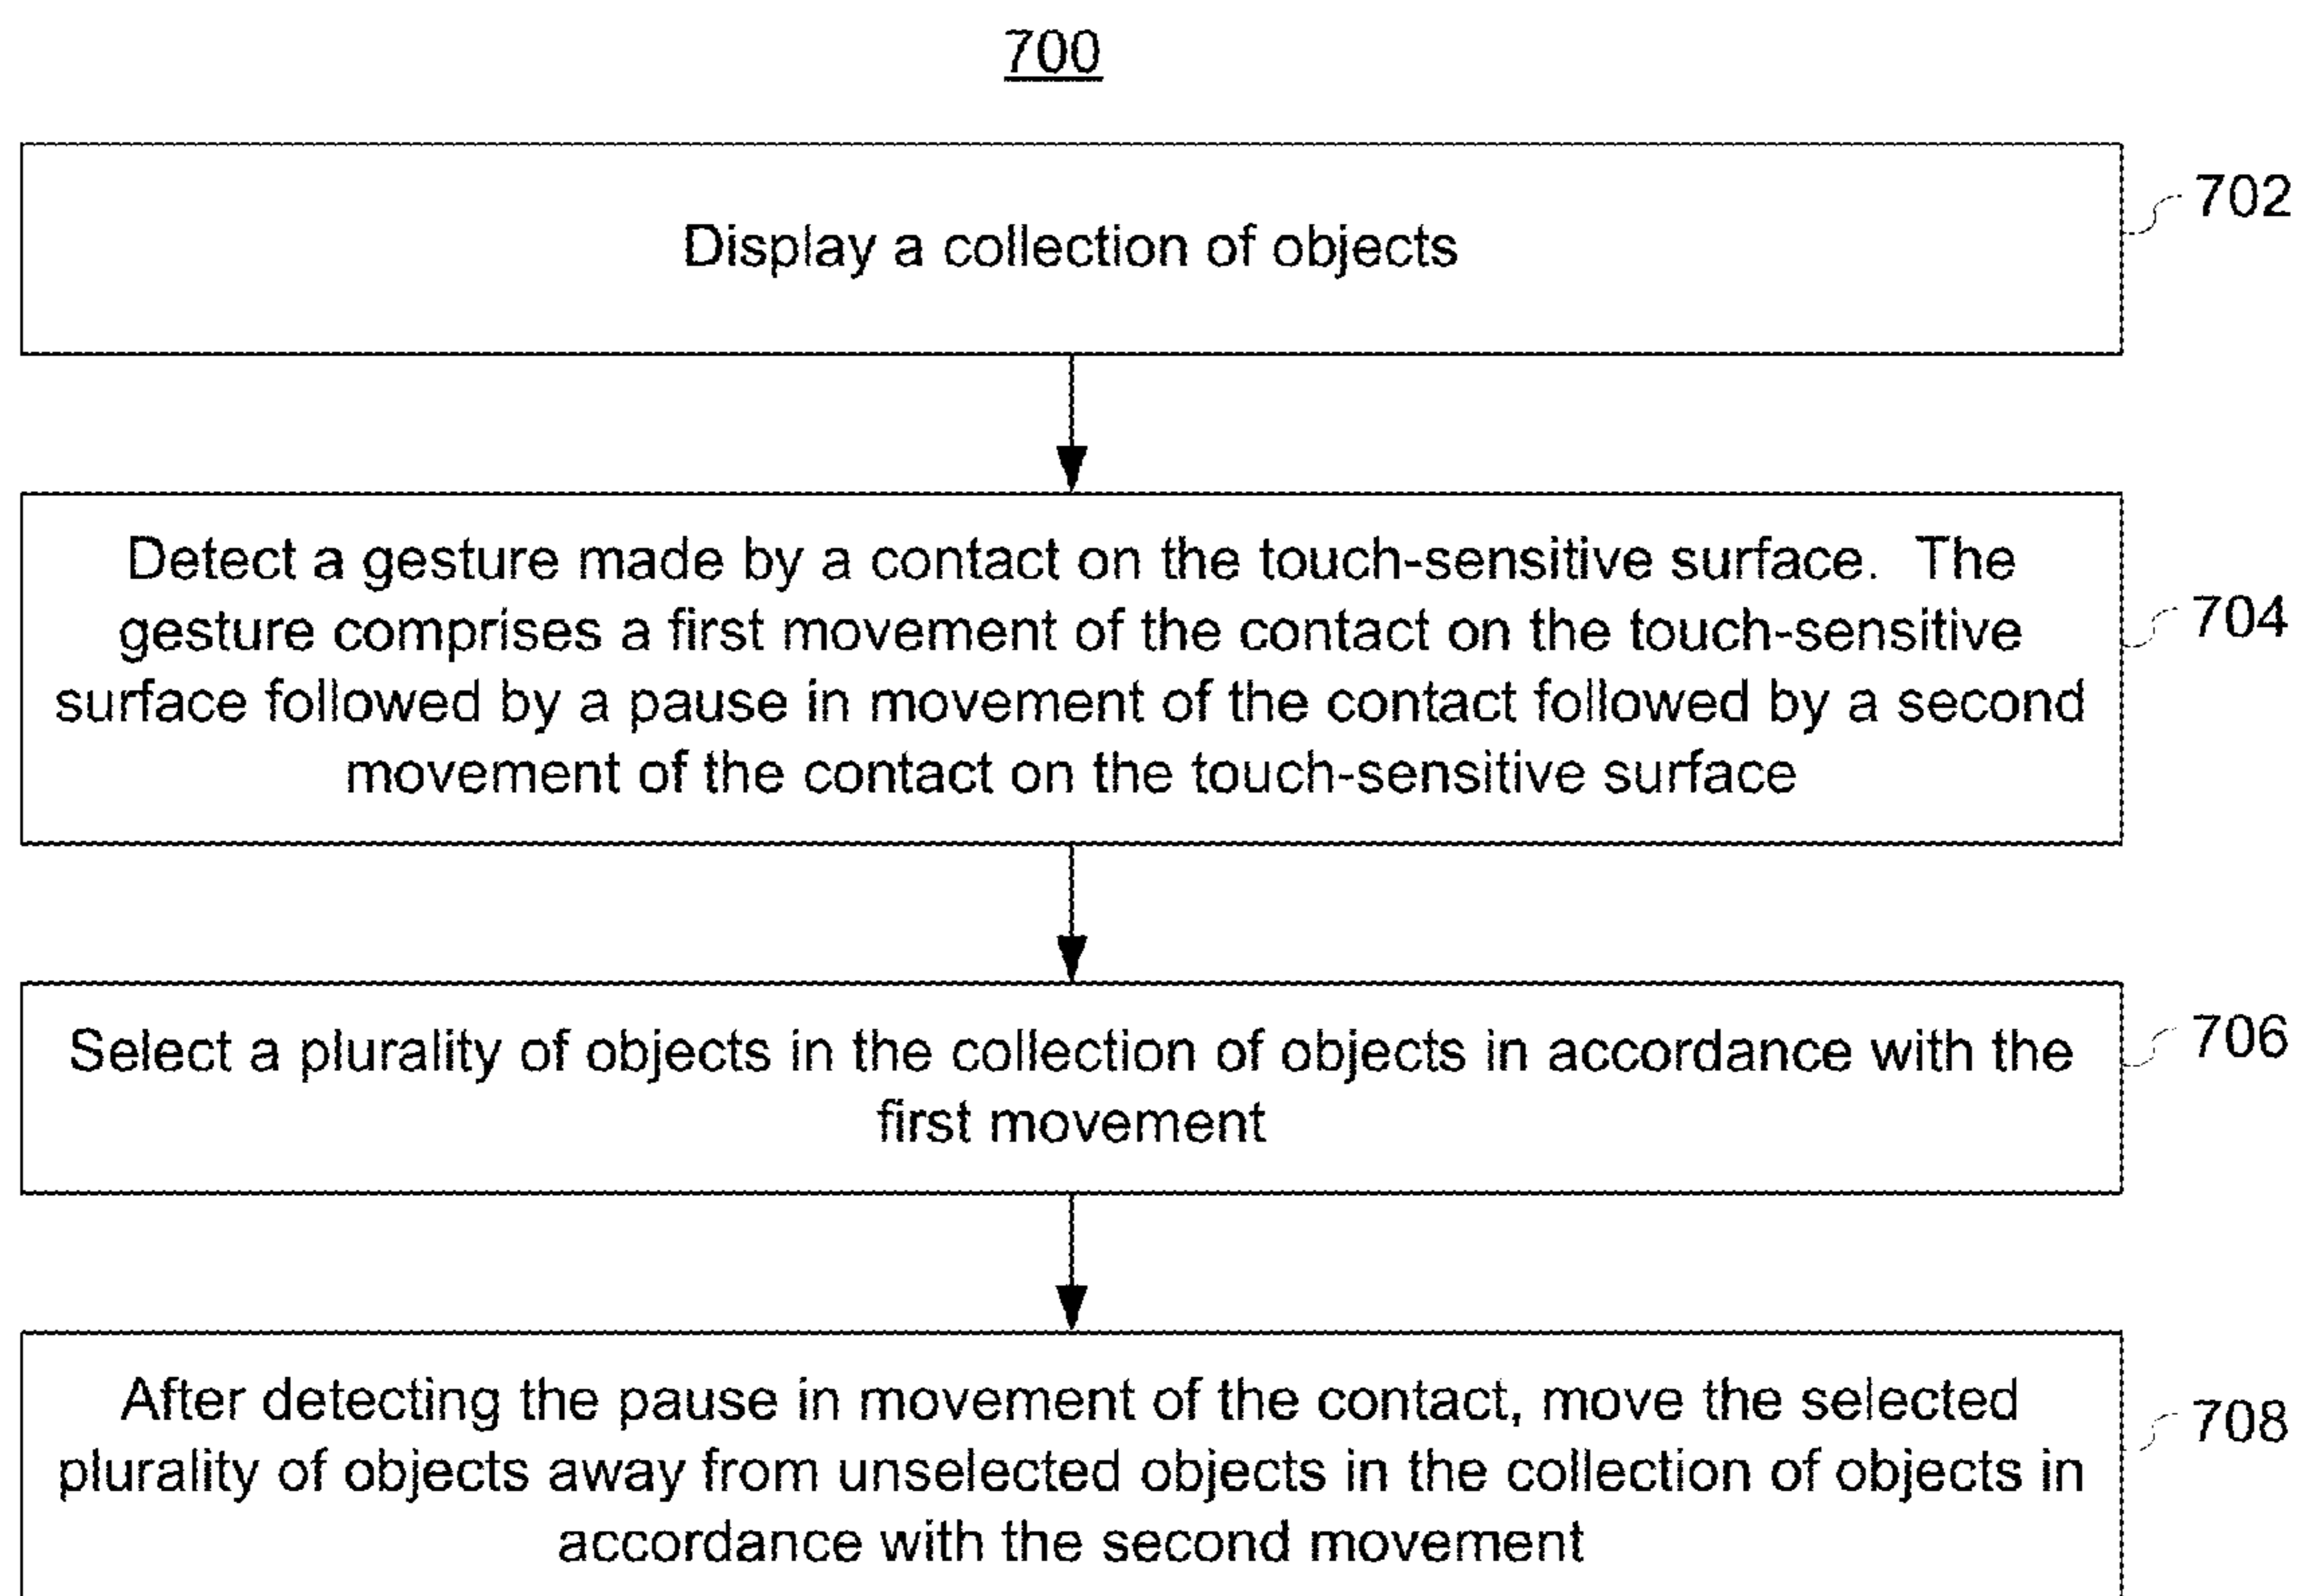 700
Display a collection of objects
702
Detect a gesture made by a contact on the touch-sensitive surface. The
gesture comprises a first movement of the contact on the touch-sensitive
surface followed by a pause in movement of the contact followed by a second
movement of the contact on the touch-sensitive surface
704
Select a plurality of objects in the collection of objects in accordance with the
first movement
706
After detecting the pause in movement of the contact, move the selected
plurality of objects away from unselected objects in the collection of objects in
accordance with the second movement
708